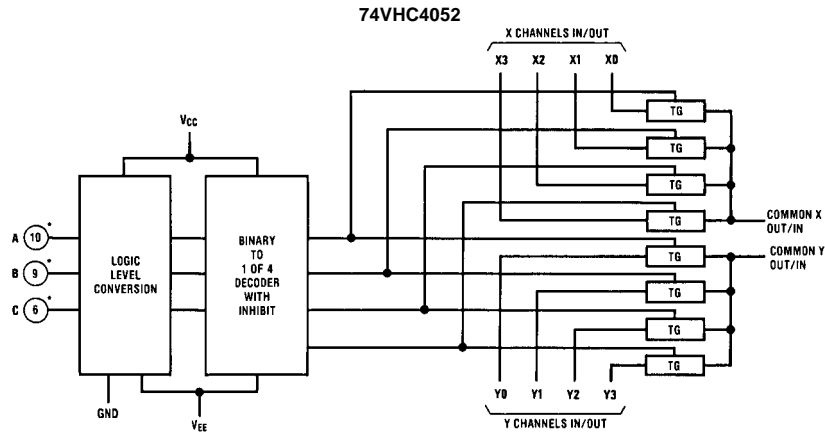 74VHC4052
X CHANNELS IN/OUT
X3 X2 X1 X0
TG
VCC
TG
TG
TG
COMMON X
OUT/IN
A 10 *
B 9 *
C 6 *
LOGIC
LEVEL
CONVERSION
BINARY
TO
1 OF 4
DECODER
WITH
INHIBIT
TG
COMMON Y
OUT/IN
TG
TG
TG
GND
VEE
Y0 Y1 Y2 Y3
Y CHANNELS IN/OUT